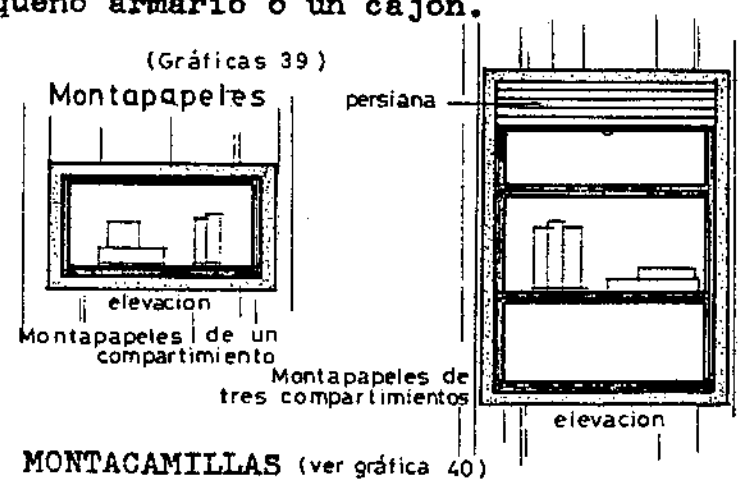 queño armario o un cajón.
(Gráficas 39)
Montapapeles
persiana
elevacion
Montapapeles de un
compartimiento
Montapapeles de
tres compartimientos
elevacion
MONTACAMILLAS (ver gráfica 40)